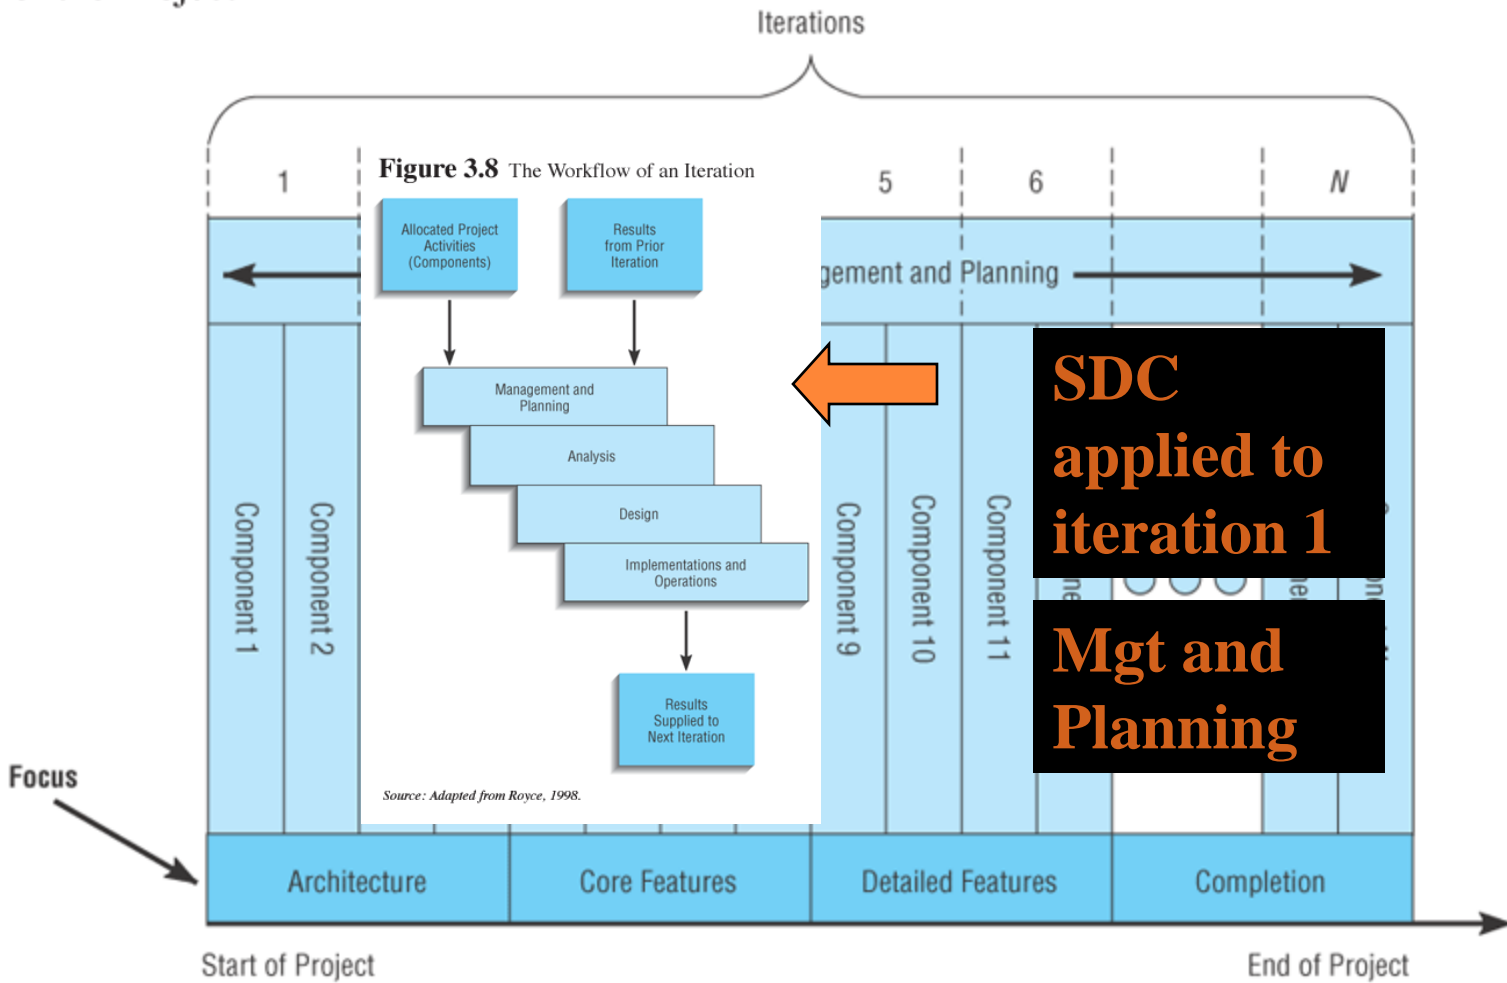 Iterations
1
5
6
N
Figure 3.8 The Workflow of an Iteration
Allocated Project
Activities
(Components)
Results
from Prior
Iteration
gement and Planning
Management and
Planning
Analysis
Design
Implementations and
Operations
Results
Supplied to
Next Iteration
Source: Adapted from Royce, 1998.
SDC
applied to
iteration 1
Mgt and
Planning
Component 1
Component 2
Component 9
Component 10
Component 11
Focus
Architecture
Core Features
Detailed Features
Completion
Start of Project
End of Project